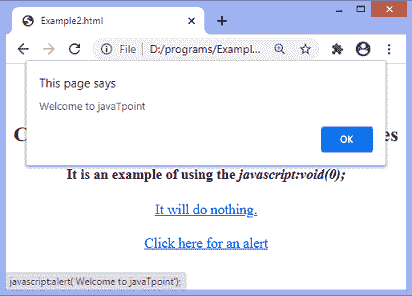 Example2.html
File D:/programs/Exampl...
This page says
Welcome to javaTpoint
OK
C
es
It is an example of using the javascript:void(0);
It will do nothing.
Click here for an alert
javascript:alert('Welcome to javaTpoint');